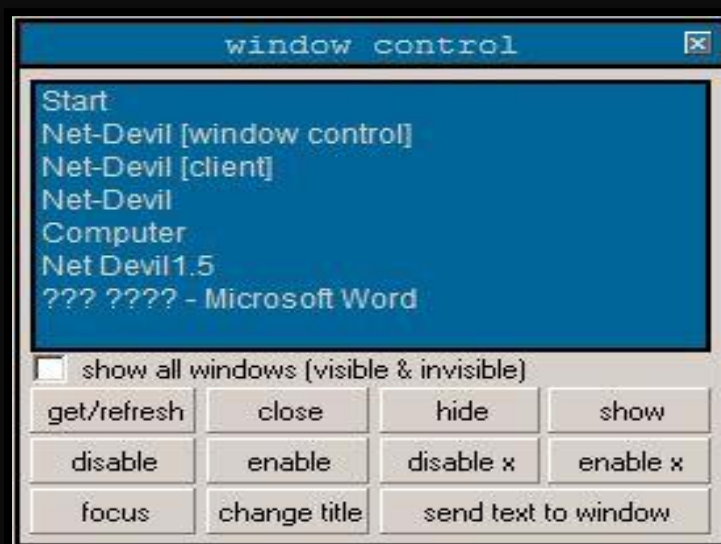 window control
Start
Net-Devil [window control]
Net-Devil [client]
Net-Devil
Computer
Net Devil1.5
??? ???? - Microsoft Word
show all windows (visible & invisible)
get/refresh close hide show
disable enable disable x enable x
focus change title send text to window